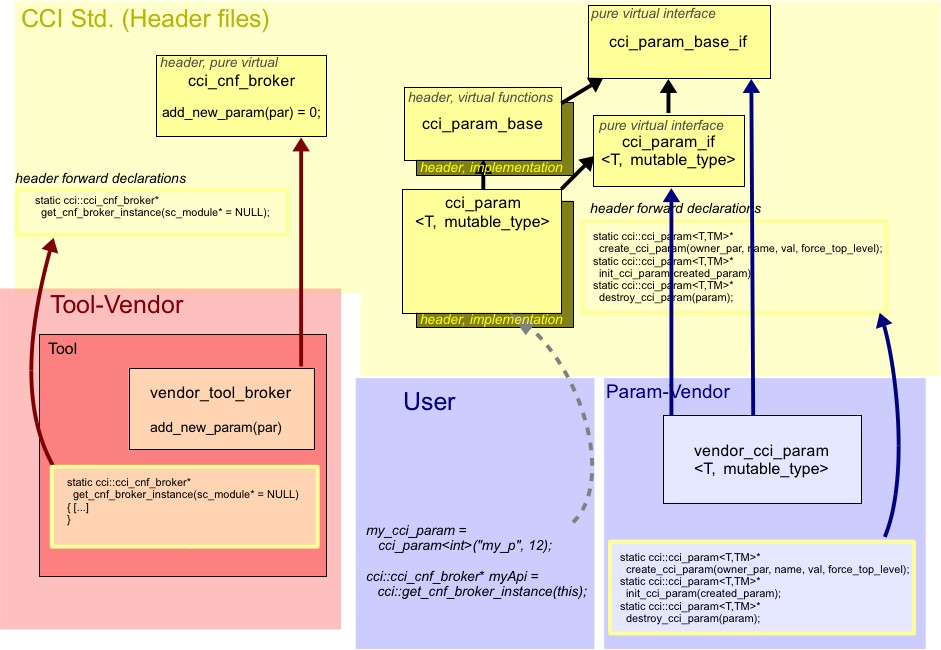 CCI Std. (Header files)
header, pure virtual
cci_cnf_broker
add_new_param(par) = 0;
pure virtual interface
cci_param_base_if
header, virtual functions
cci_param_base
header, implementation
pure virtual interface
cci_param_if
<T, mutable_type>
cci_param
<T, mutable_type>
header, implementation
header forward declarations
static cci::cci_cnf_broker*
get_cnf_broker_instance(sc_module* = NULL);
header forward declarations
static cci::cci_param<T,TM>*
create_cci_param(owner_par, name, val, force_top_level);
static cci::cci_param<T,TM>*
init_cci_param(created_param);
static cci::cci_param<T,TM>*
destroy_cci_param(param);
Tool-Vendor
Tool
vendor_tool_broker
add_new_param(par)
static cci::cci_cnf_broker*
get_cnf_broker_instance(sc_module* = NULL)
{ [...]
}
User
my_cci_param =
cci_param<int>("my_p", 12);
cci::cci_cnf_broker* myApi =
cci::get_cnf_broker_instance(this);
Param-Vendor
vendor_cci_param
<T, mutable_type>
static cci::cci_param<T,TM>*
create_cci_param(owner_par, name, val, force_top_level);
static cci::cci_param<T,TM>*
init_cci_param(created_param);
static cci::cci_param<T,TM>*
destroy_cci_param(param);